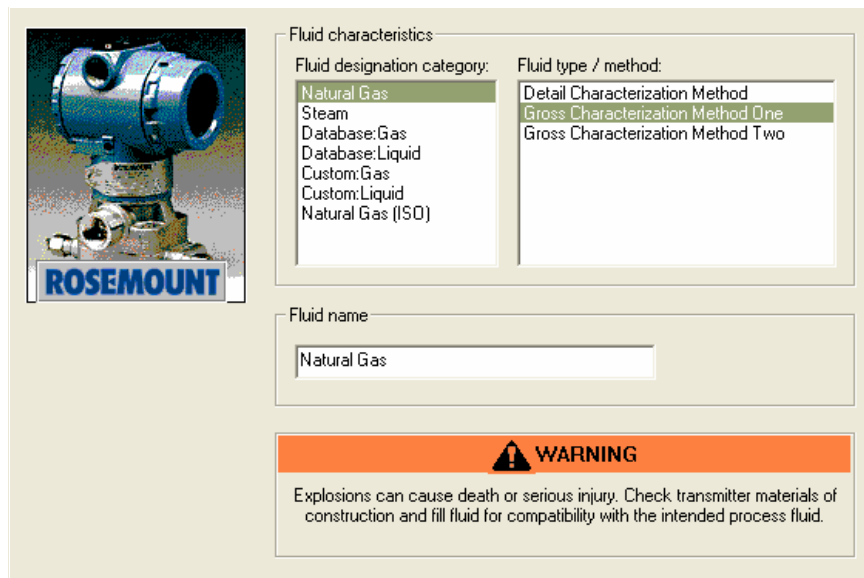 Fluid characteristics
Fluid designation category:
Natural Gas
Steam
Database:Gas
Database:Liquid
Custom:Gas
Custom:Liquid
Natural Gas (ISO)
Fluid type / method:
Detail Characterization Method
Gross Characterization Method One
Gross Characterization Method Two
ROSEMOUNT
Fluid name
Natural Gas
WARNING
Explosions can cause death or serious injury. Check transmitter materials of
construction and fill fluid for compatibility with the intended process fluid.